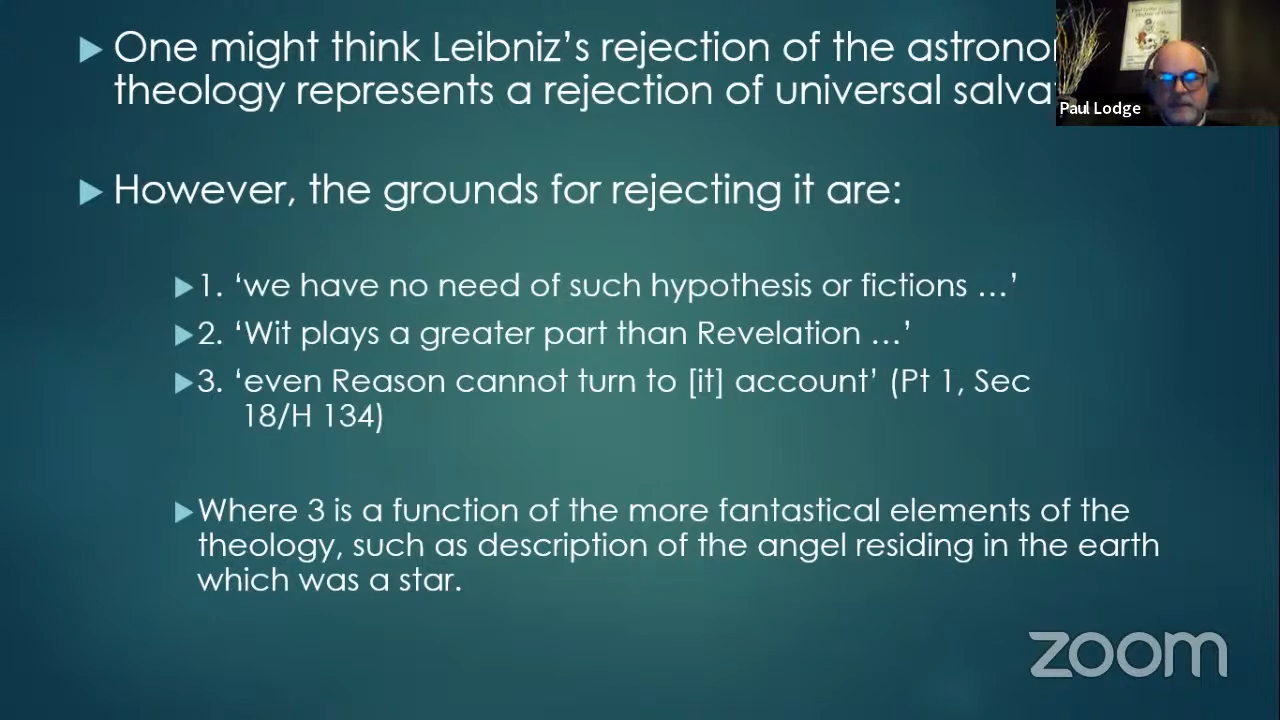 One might think Leibniz's rejection of the
theology represents a rejection of universal
Paul Lodge
However, the grounds for rejecting it are:
1. 'we have no need of such hypothesis or fictions …'
2. 'Wit plays a greater part than Revelation …'
3. 'even Reason cannot turn to [it] account' (Pt 1, Sec
18/H 134)
Where 3 is a function of the more fantastical elements of the
theology, such as description of the angel residing in the earth
which was a star.
zoom